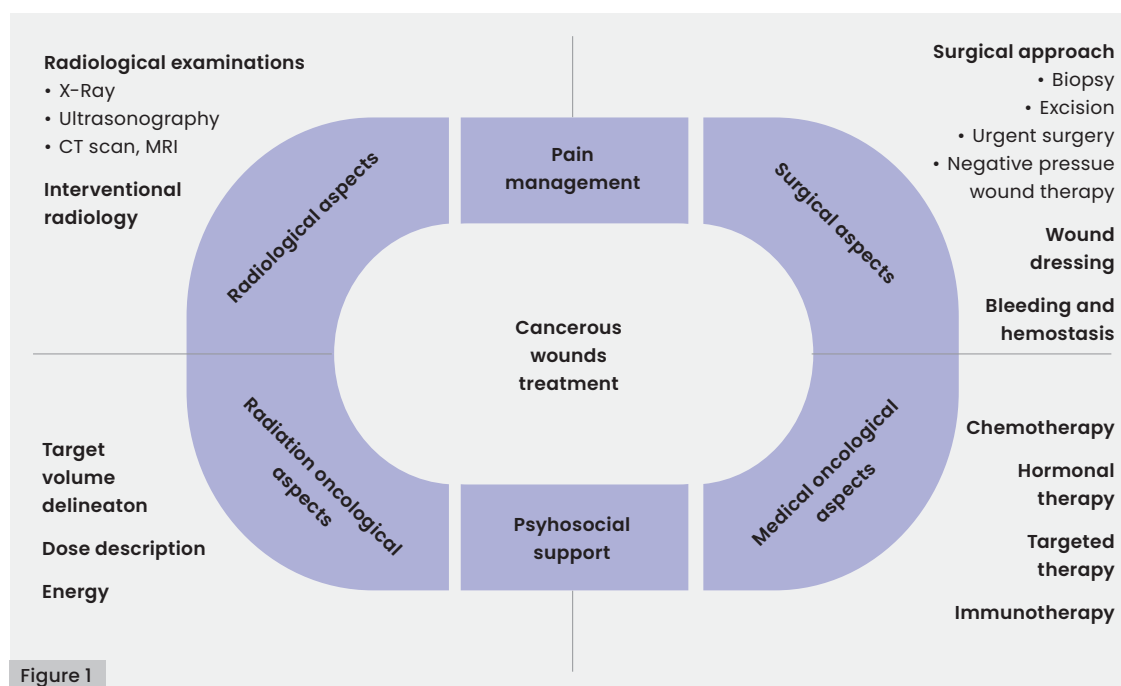 Radiological examinations
• X-Ray
• Ultrasonography
• CT scan, MRI
Interventional
radiology
Radiological aspects
Pain
management
Surgical aspects
Surgical approach
• Biopsy
• Excision
• Urgent surgery
• Negative pressue
wound therapy
Wound
dressing
Bleeding and
hemostasis
Cancerous
wounds
treatment
Target
volume
delineaton
Dose description
Energy
Radiation oncological
aspects
Psyhosocial
support
Medical oncological
aspects
Chemotherapy
Hormonal
therapy
Targeted
therapy
Immunotherapy
Figure 1